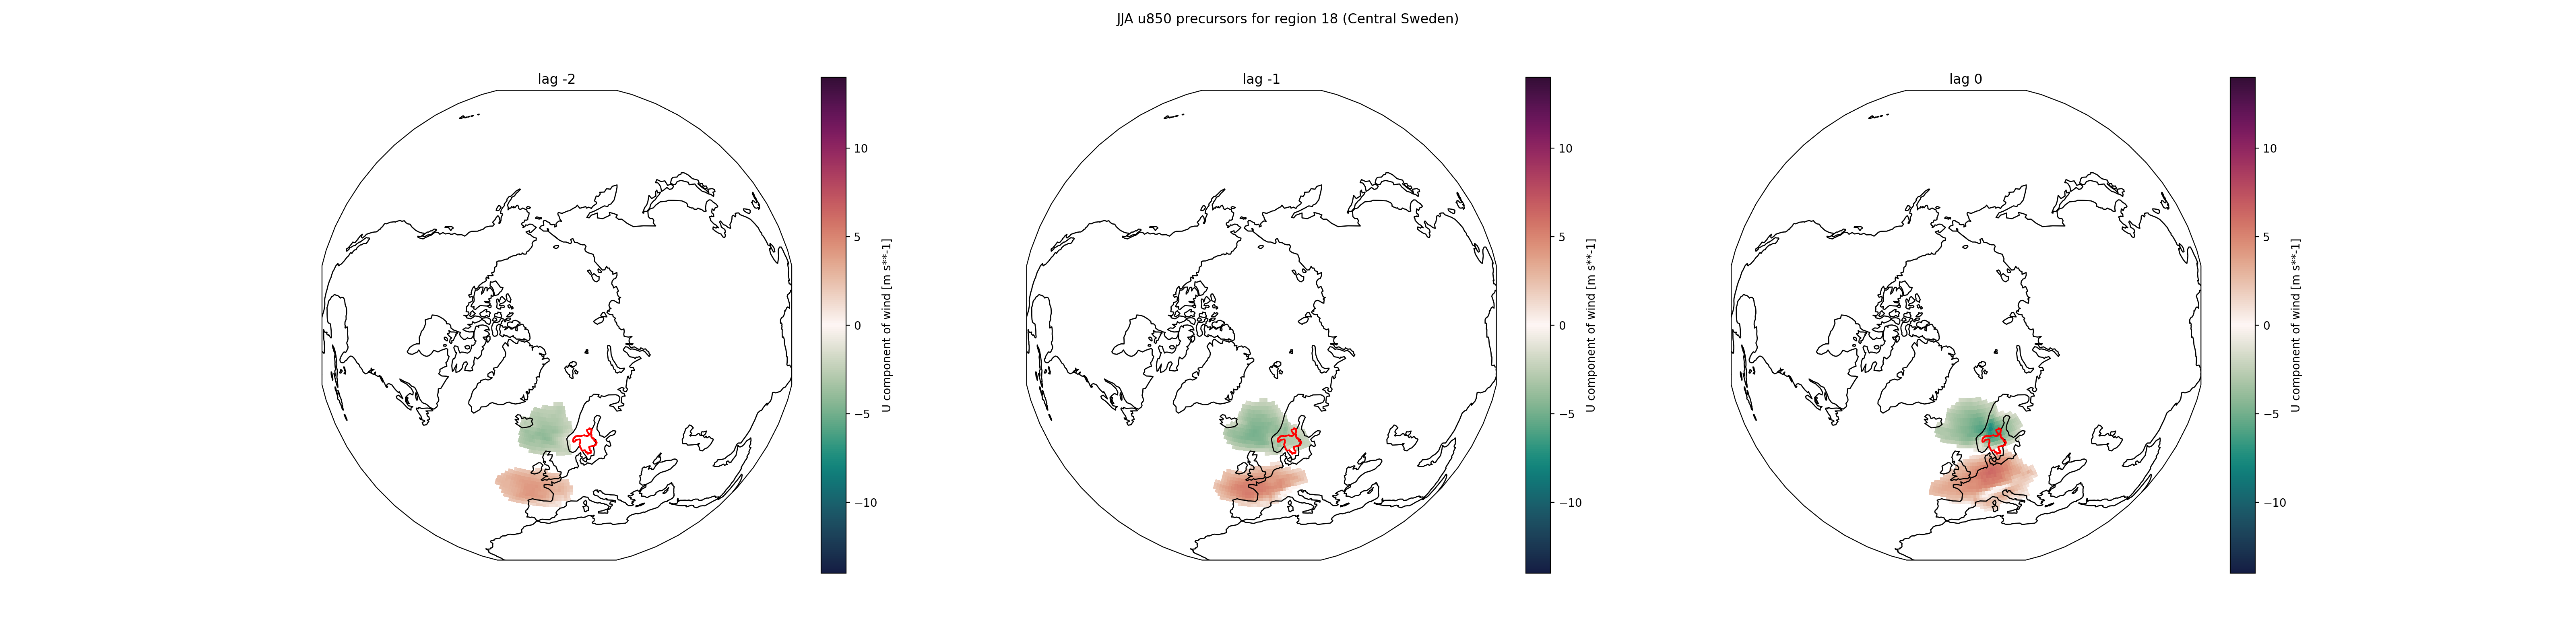 JJA u850 precursors for region 18 (Central Sweden)
lag -2
10
5
0
−5
−10
U component of wind [m s**-1]
lag -1
10
5
0
−5
−10
U component of wind [m s**-1]
lag 0
10
5
0
−5
−10
U component of wind [m s**-1]